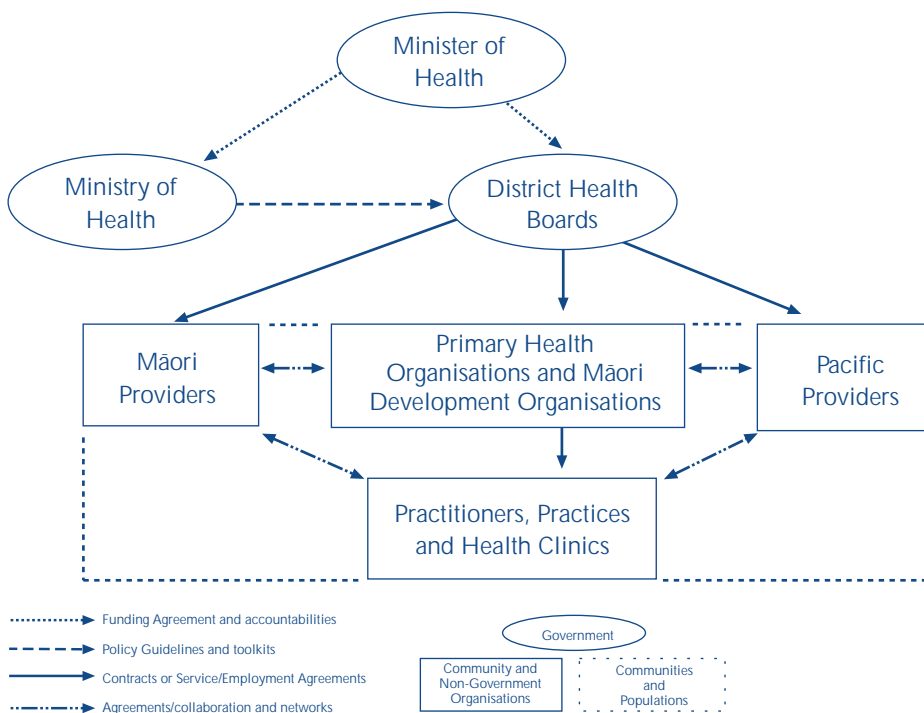 Minister of
Health
Ministry of
Health
District Health
Boards
Māori
Providers
Primary Health
Organisations and Māori
Development Organisations
Pacific
Providers
Practitioners, Practices
and Health Clinics
Funding Agreement and accountabilities
Policy Guidelines and toolkits
Contracts or Service/Employment Agreements
Agreements/collaboration and networks
Government
Community and
Non-Government
Organisations
Communities
and
Populations